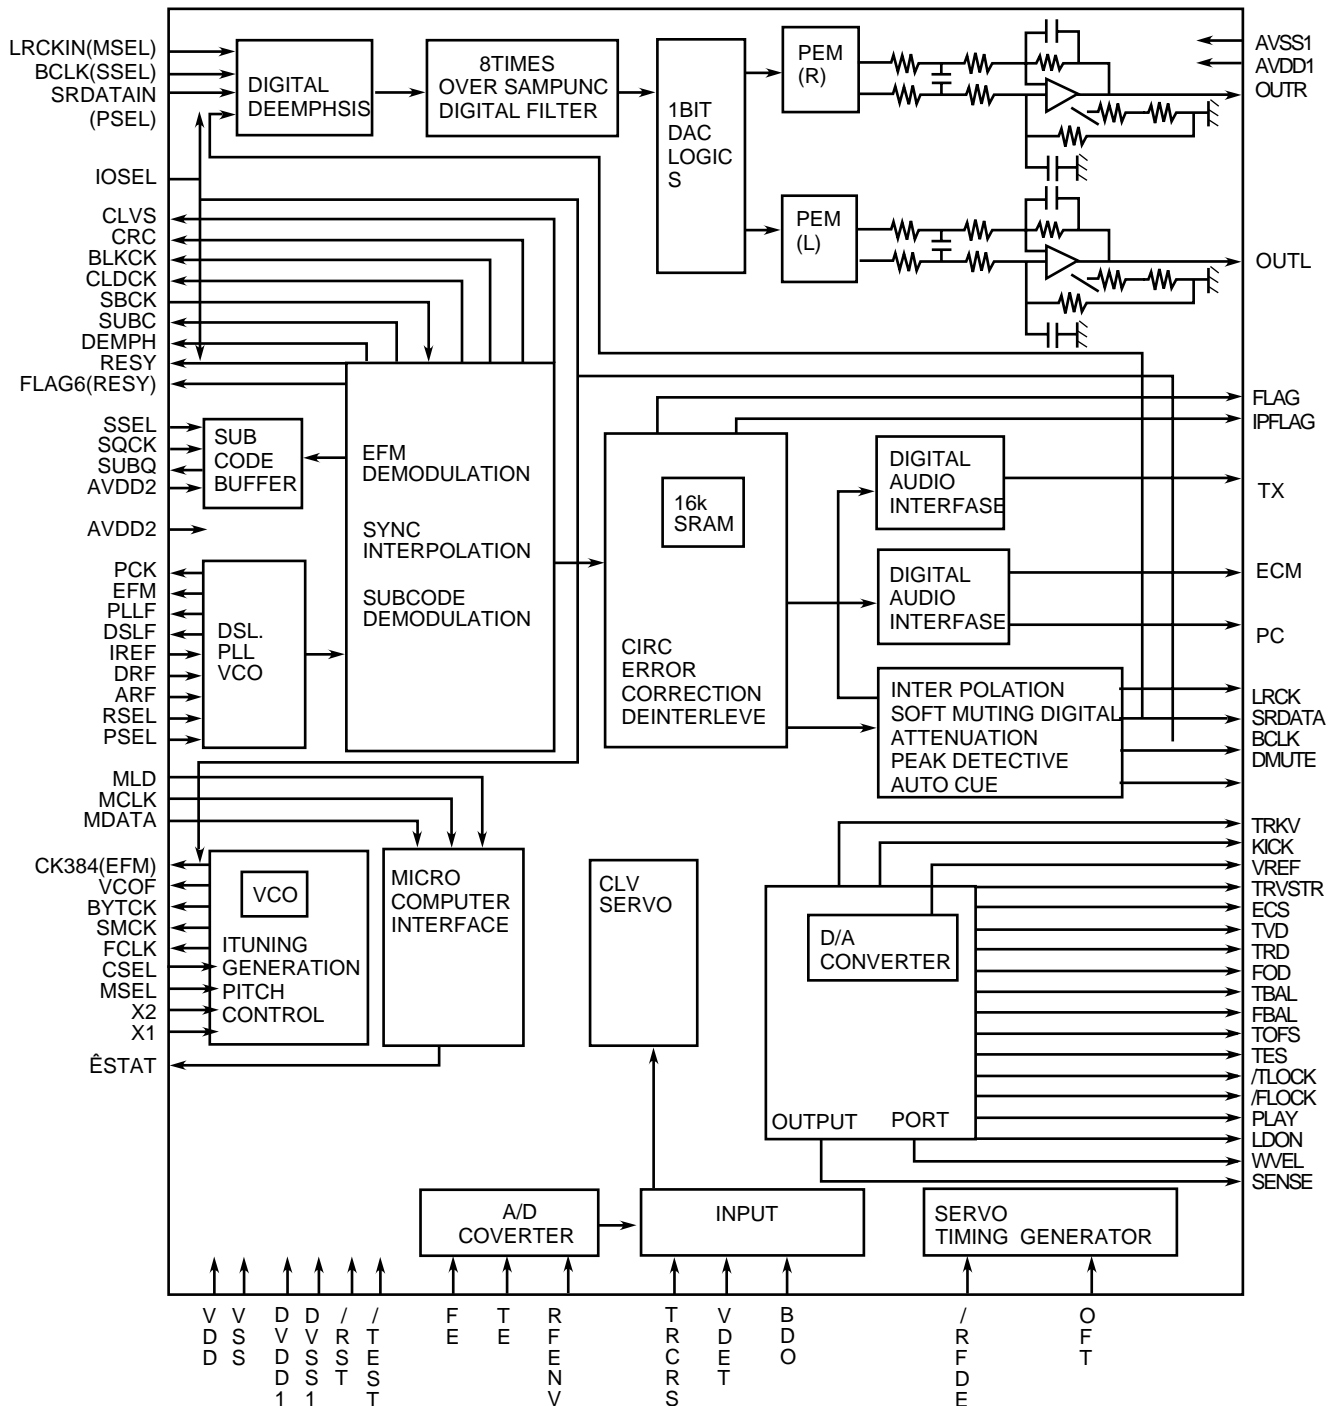 LRCKIN(MSEL)
BCLK(SSEL)
SRDATAIN
(PSEL)
IOSEL
CLVS
CRC
BLKCK
CLDCK
SBCK
SUBC
DEMPH
RESY
FLAG6(RESY)
SSEL
SQCK
SUBQ
AVDD2
AVDD2
PCK
EFM
PLLF
DSLF
IREF
DRF
ARF
RSEL
PSEL
MLD
MCLK
MDATA
CK384(EFM)
VCOF
BYTCK
SMCK
FCLK
CSEL
MSEL
X2
X1
ÊSTAT
DIGITAL
DEEMPHSIS
8TIMES
OVER SAMPUNC
DIGITAL FILTER
1BIT
DAC
LOGIC
S
PEM
(R)
PEM
(L)
SUB
CODE
BUFFER
EFM
DEMODULATION
SYNC
INTERPOLATION
SUBCODE
DEMODULATION
DSL.
PLL
VCO
16k
SRAM
CIRC
ERROR
CORRECTION
DEINTERLEVE
DIGITAL
AUDIO
INTERFASE
DIGITAL
AUDIO
INTERFASE
INTER POLATION
SOFT MUTING DIGITAL
ATTENUATION
PEAK DETECTIVE
AUTO CUE
VCO
ITUNING
GENERATION
PITCH
CONTROL
MICRO
COMPUTER
INTERFACE
CLV
SERVO
D/A
CONVERTER
OUTPUT PORT
A/D
COVERTER
INPUT
SERVO
TIMING GENERATOR
AVSS1
AVDD1
OUTR
OUTL
FLAG
IPFLAG
TX
ECM
PC
LRCK
SRDATA
BCLK
DMUTE
TRKV
KICK
VREF
TRVSTR
ECS
TVD
TRD
FOD
TBAL
FBAL
TOFS
TES
/TLOCK
/FLOCK
PLAY
LDON
WVEL
SENSE
VDD
VSS
DVDD1
DVSS1
/RST
/TEST
FE
TE
RFENV
TRCRS
VDET
BDO
/RFDE
OFT